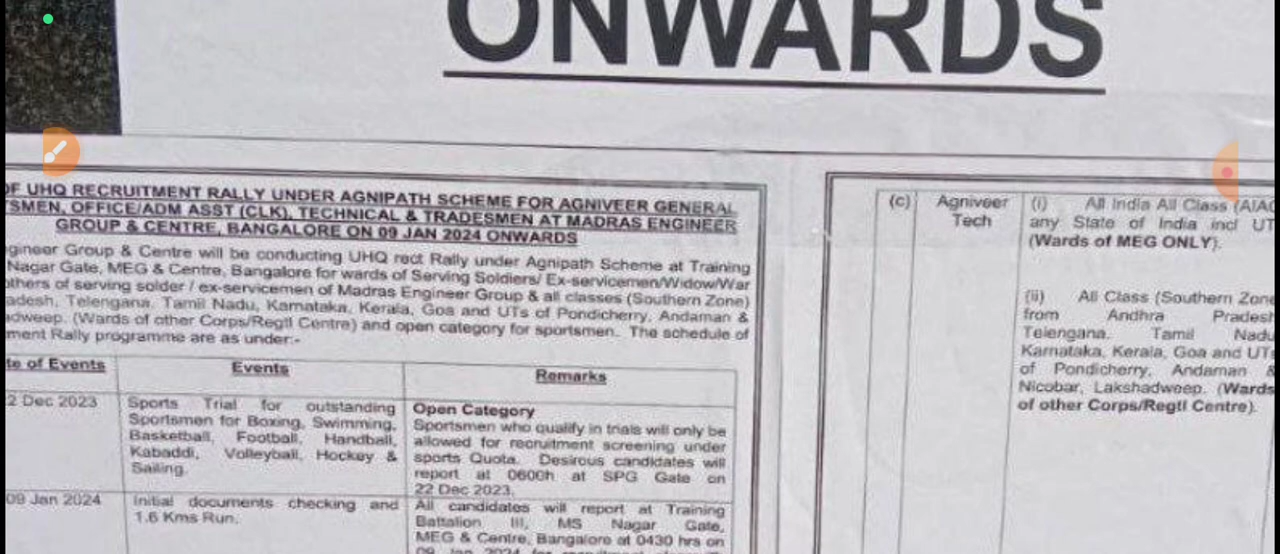 ONWARDS
OF UHQ RECRUITMENT RALLY UNDER AGNIPATH SCHEME FOR AGNIVEER GENERAL
TSMEN, OFFICE/ADM ASST (CLK), TECHNICAL & TRADESMEN AT MADRAS ENGINEER
GROUP & CENTRE, BANGALORE ON 09 JAN 2024 ONWARDS
gineer Group & Centre will be conducting UHQ rect Rally under Agnipath Scheme at Training
Nagar Gate, MEG & Centre, Bangalore for wards of Serving Soldiers/ Ex-servicemen/Widow/War
others of serving solder / ex-servicemen of Madras Engineer Group & all classes (Southern Zone)
adesh, Telengana, Tamil Nadu, Karnataka, Kerala, Goa and UTs of Pondicherry, Andaman &
adweep. (Wards of other Corps/Regtl Centre) and open category for sportsmen. The schedule of
ment Rally programme are as under:-
te of Events Events Remarks
2 Dec 2023
Sports Trial for outstanding
Sportsmen for Boxing, Swimming,
Basketball, Football, Handball,
Kabaddi, Volleyball, Hockey &
Sailing.
Open Category
Sportsmen who qualify in trials will only be
allowed for recruitment screening under
sports Quota. Desirous candidates will
report at 0600h at SPG Gate on
22 Dec 2023.
09 Jan 2024
Initial documents checking and
1.6 Kms Run.
All candidates will report at Training
Battalion III, MS Nagar Gate,
MEG & Centre, Bangalore at 0430 hrs on
09 Jan 2024 for
(c)
Agniveer
Tech
(i) All India All Class (AIAC
any State of India incl UT
(Wards of MEG ONLY).
(ii) All Class (Southern Zone
from Andhra Pradesh
Telengana, Tamil Nadu
Karnataka, Kerala, Goa and UTs
of Pondicherry, Andaman &
Nicobar, Lakshadweep. (Wards
of other Corps/Regtl Centre).